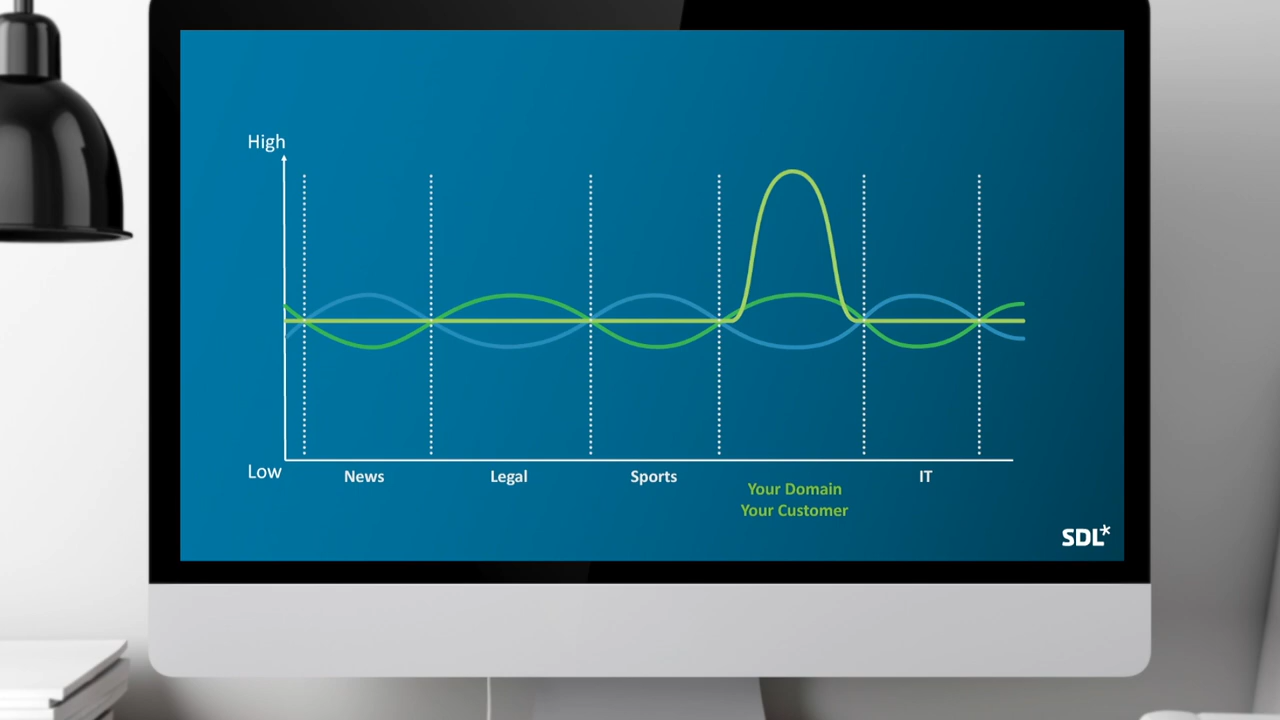 High
Low
News
Legal
Sports
Your Domain
Your Customer
IT
SDL*